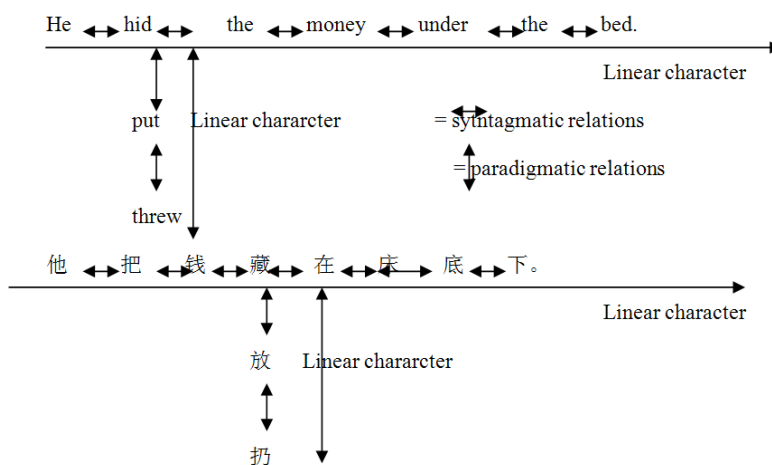 He hid the money under the bed.
Linear character
put Linear chararcter = sytntagmatic relations
= paradigmatic relations
threw
他 把 钱 藏 在 床 底 下。
Linear character
放 Linear chararcter
扔